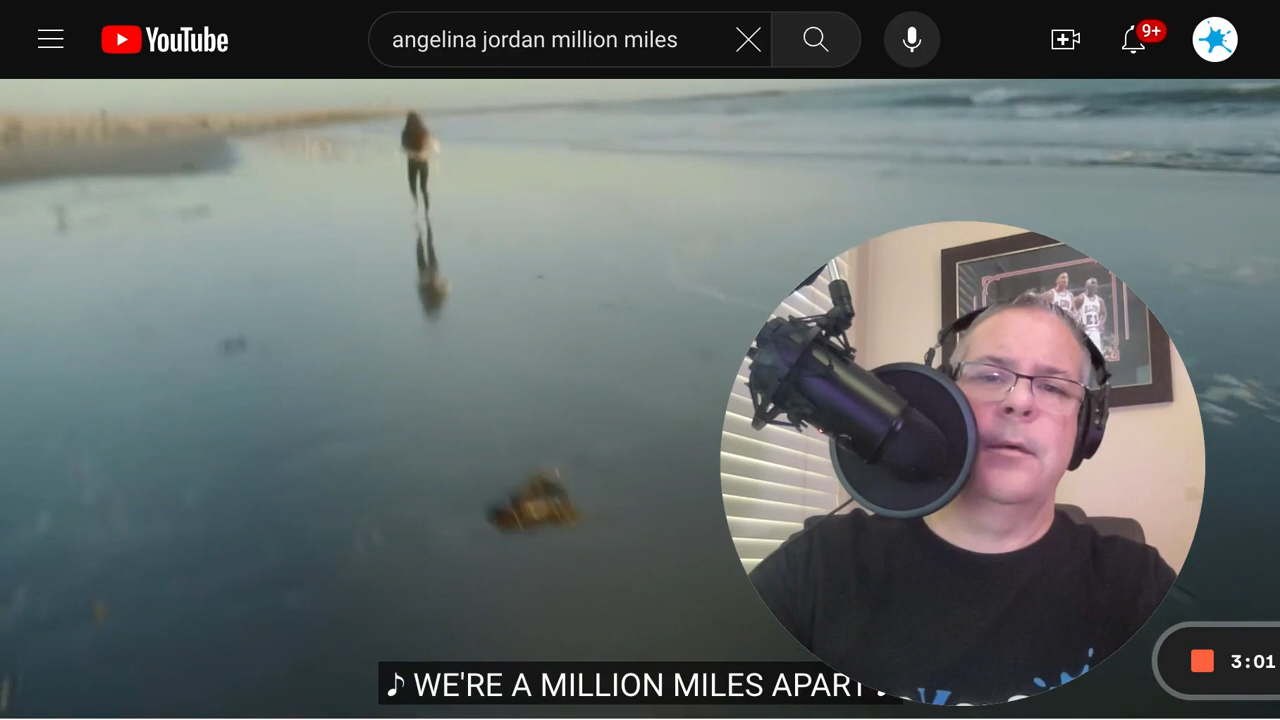 YouTube
angelina jordan million miles
9+
♪ WE'RE A MILLION MILES APART ♪
3:01